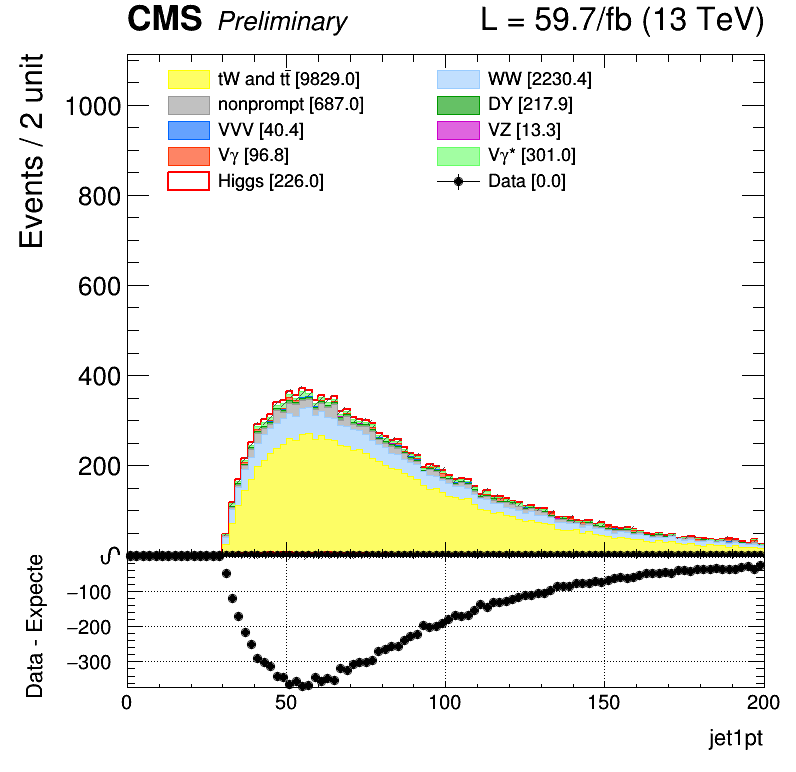 CMS Preliminary L = 59.7/fb (13 TeV)
Events / 2 unit
tW and tt̄ [9829.0] WW [2230.4]
nonprompt [687.0] DY [217.9]
VVV [40.4] VZ [13.3]
Vγ [96.8] Vγ* [301.0]
Higgs [226.0] Data [0.0]
1000
800
600
400
200
0
Data - Expecte
−100
−200
−300
0 50 100 150 200
jet1pt